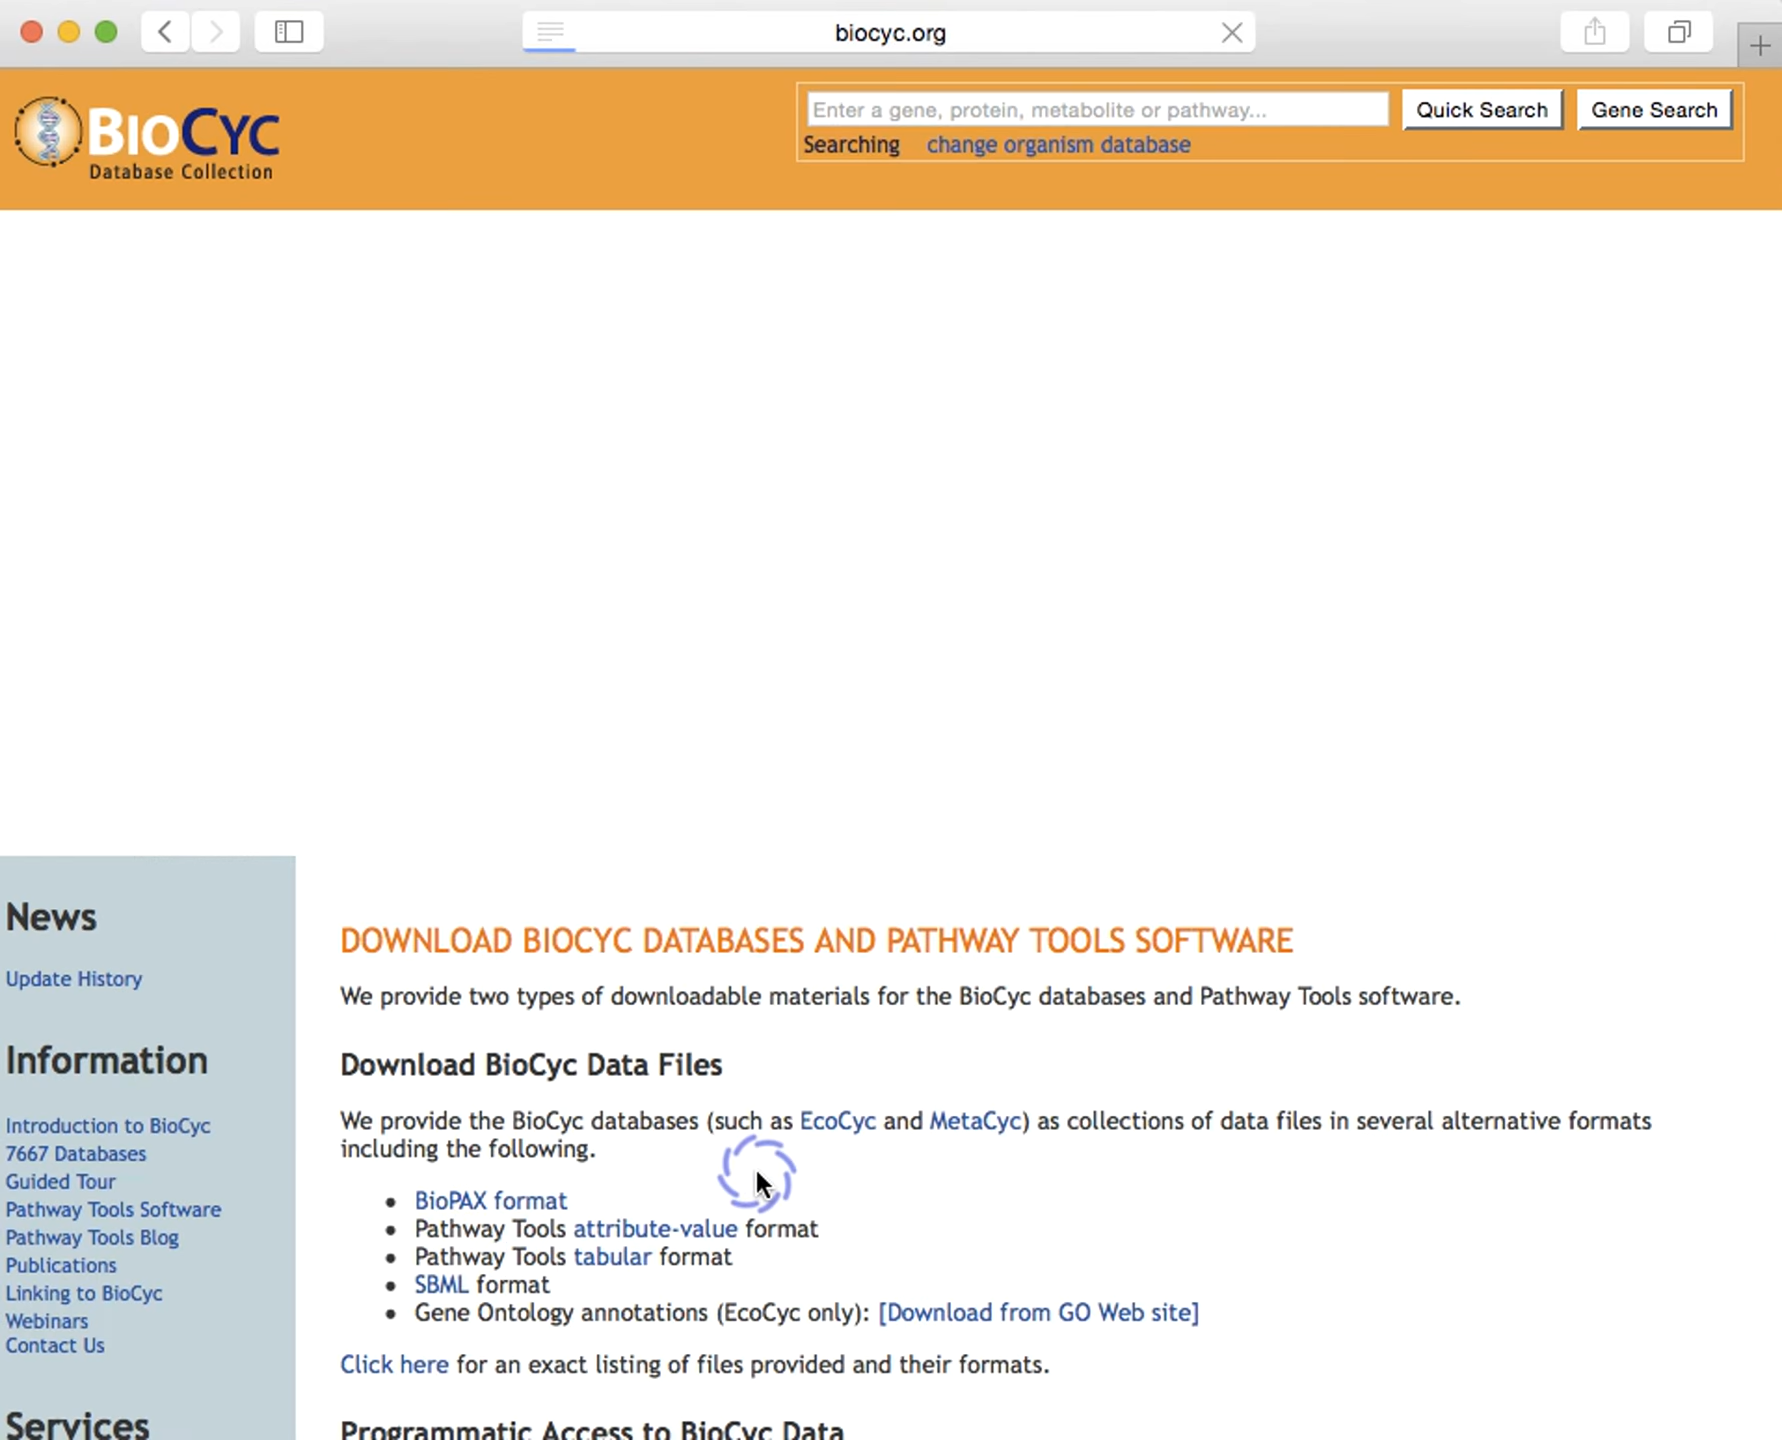 biocyc.org
BIOCYC
Database Collection
Enter a gene, protein, metabolite or pathway...
Quick Search
Gene Search
Searching change organism database
News
Update History
Information
Introduction to BioCyc
7667 Databases
Guided Tour
Pathway Tools Software
Pathway Tools Blog
Publications
Linking to BioCyc
Webinars
Contact Us
Services
DOWNLOAD BIOCYC DATABASES AND PATHWAY TOOLS SOFTWARE
We provide two types of downloadable materials for the BioCyc databases and Pathway Tools software.
Download BioCyc Data Files
We provide the BioCyc databases (such as EcoCyc and MetaCyc) as collections of data files in several alternative formats
including the following.
• BioPAX format
• Pathway Tools attribute-value format
• Pathway Tools tabular format
• SBML format
• Gene Ontology annotations (EcoCyc only): [Download from GO Web site]
Click here for an exact listing of files provided and their formats.
Programmatic Access to BioCyc Data